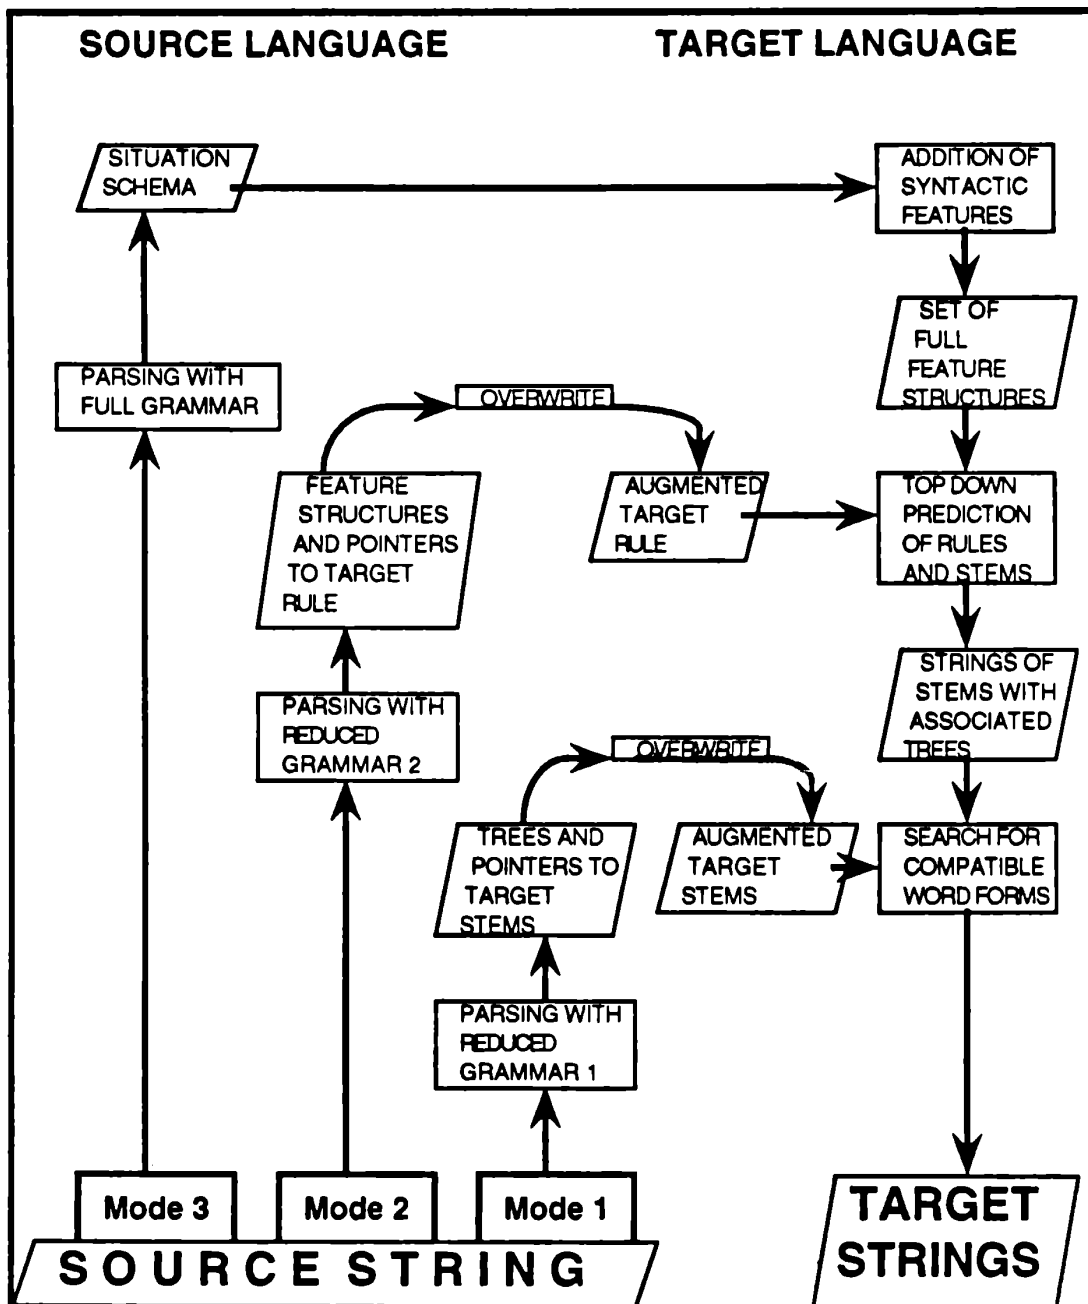 SOURCE LANGUAGE
TARGET LANGUAGE
SITUATION
SCHEMA
ADDITION OF
SYNTACTIC
FEATURES
SET OF
FULL
FEATURE
STRUCTURES
PARSING WITH
FULL GRAMMAR
OVERWRITE
FEATURE
STRUCTURES
AND POINTERS
TO TARGET
RULE
AUGMENTED
TARGET
RULE
TOP DOWN
PREDICTION
OF RULES
AND STEMS
STRINGS OF
STEMS WITH
ASSOCIATED
TREES
PARSING WITH
REDUCED
GRAMMAR 2
OVERWRITE
TREES AND
POINTERS TO
TARGET
STEMS
AUGMENTED
TARGET
STEMS
SEARCH FOR
COMPATIBLE
WORD FORMS
PARSING WITH
REDUCED
GRAMMAR 1
Mode 3
Mode 2
Mode 1
SOURCE STRING
TARGET
STRINGS